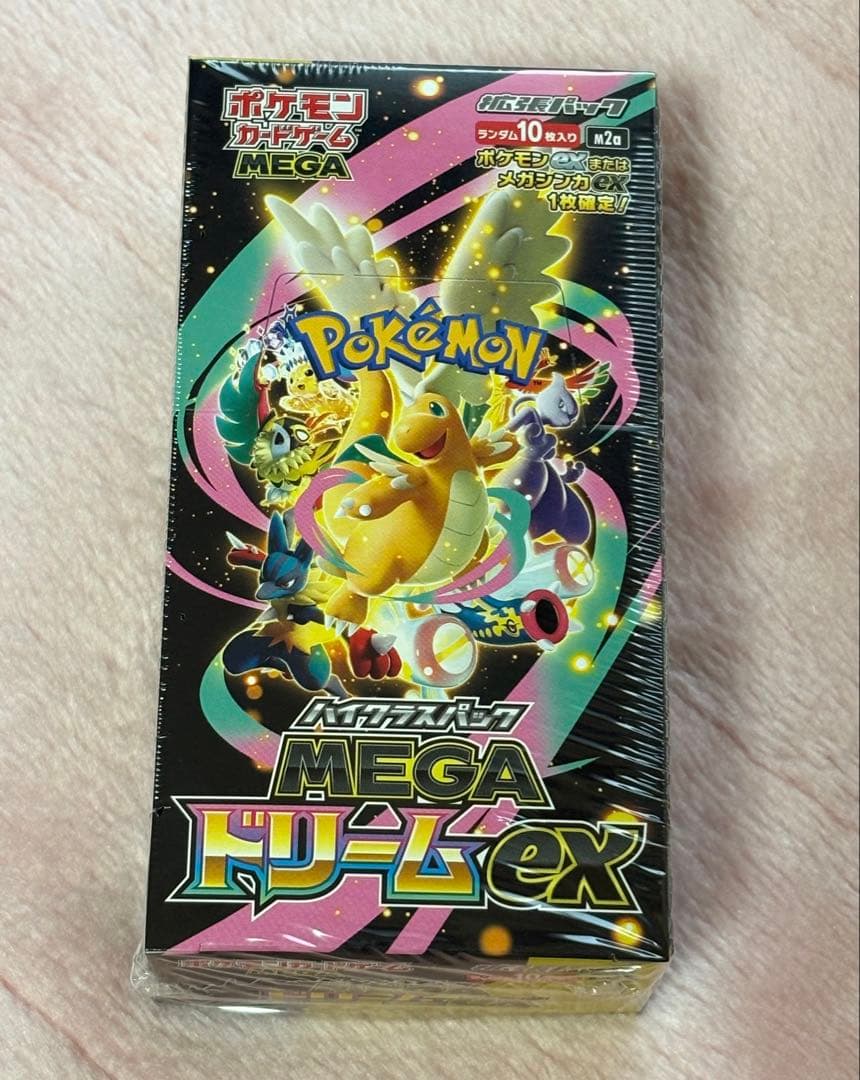 ポケモン
カードゲーム
MEGA
拡張パック
ランダム10枚入り M2a
ポケモンexまたは
メガシンカex
1枚確定!
POKéMON
TM
ハイクラスパック
MEGA
ドリームex